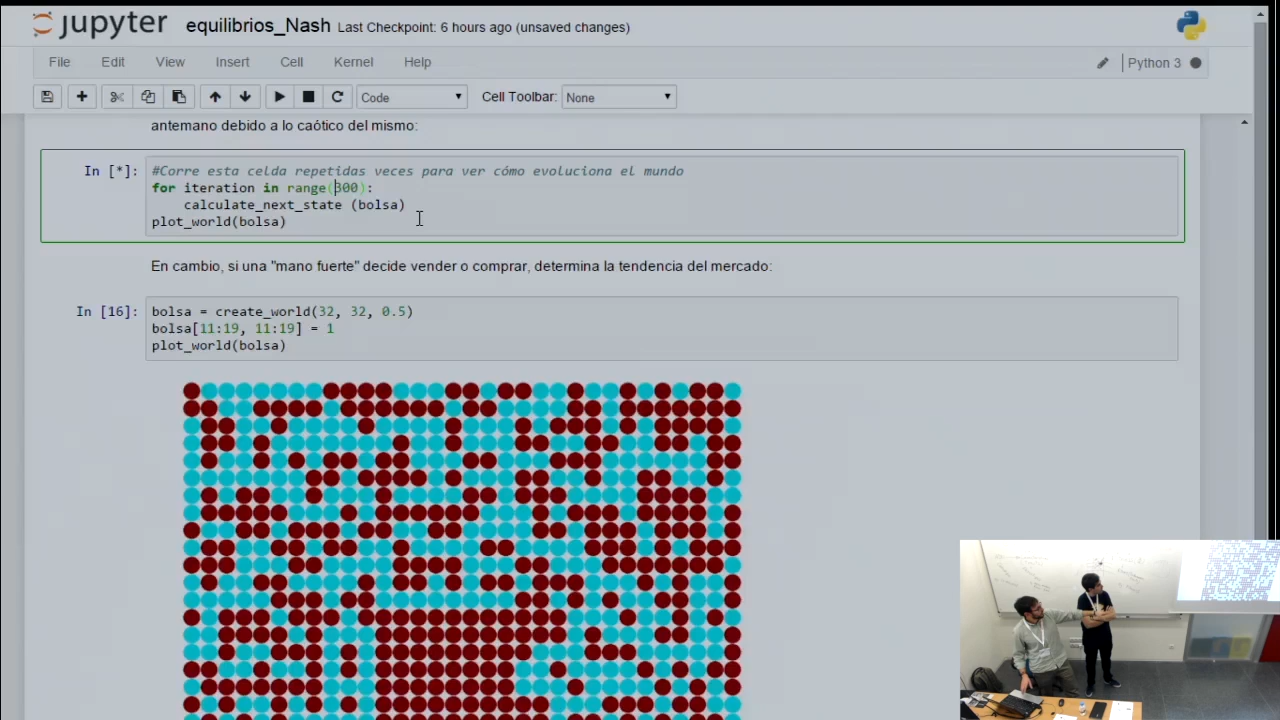 jupyter equilibrios_Nash Last Checkpoint: 6 hours ago (unsaved changes)
File Edit View Insert Cell Kernel Help Python 3
Code Cell Toolbar: None
antemano debido a lo caótico del mismo:
In [*]: #Corre esta celda repetidas veces para ver cómo evoluciona el mundo
for iteration in range(300):
calculate_next_state (bolsa)
plot_world(bolsa)
En cambio, si una "mano fuerte" decide vender o comprar, determina la tendencia del mercado:
In [16]: bolsa = create_world(32, 32, 0.5)
bolsa[11:19, 11:19] = 1
plot_world(bolsa)